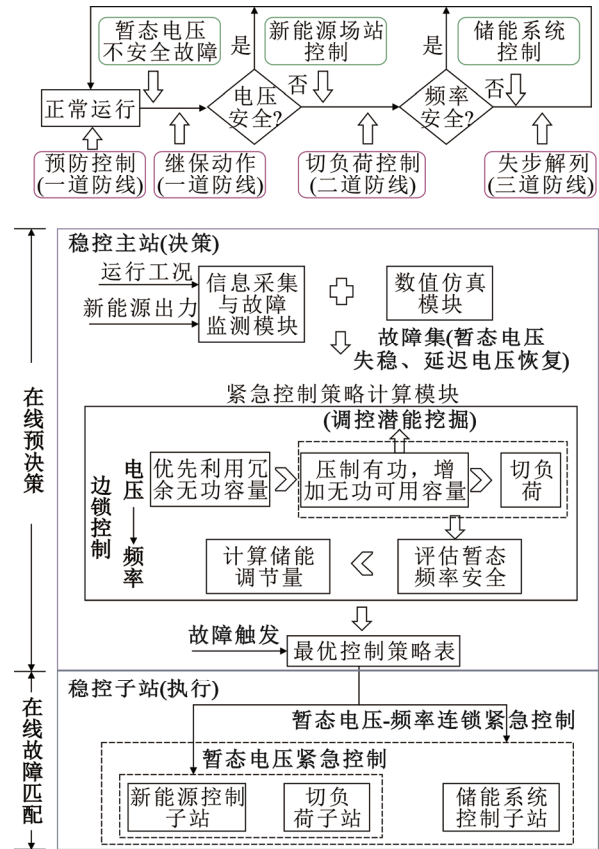 暂态电压
不安全故障
是
新能源场站
控制
是
储能系统
控制
正常运行
电压
安全?
否
频率
安全?
否
预防控制
(一道防线)
继保动作
(一道防线)
切负荷控制
(二道防线)
失步解列
(三道防线)
在线预决策
稳控主站(决策)
运行工况
新能源出力
信息采集
与故障
监测模块
数值仿真
模块
故障集(暂态电压
失稳、延迟电压恢复)
紧急控制策略计算模块
(调控潜能挖掘)
边锁控制
电压
频率
优先利用冗
余无功容量
压制有功，增
加无功可用容量
切负
荷
计算储能
调节量
评估暂态
频率安全
故障触发
最优控制策略表
在线故障匹配
稳控子站(执行)
暂态电压-频率连锁紧急控制
暂态电压紧急控制
新能源控制
子站
切负
荷子站
储能系统
控制子站